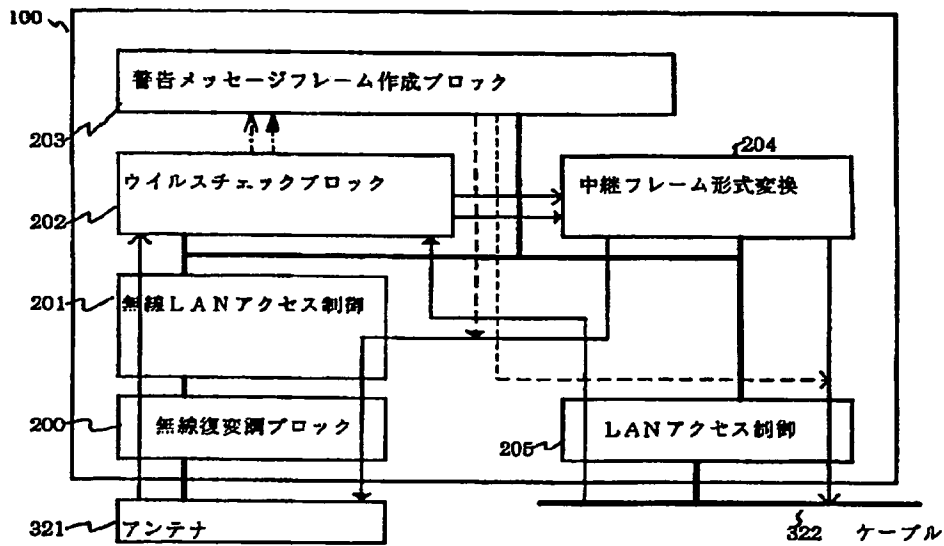 100
警告メッセージフレーム作成ブロック
203
204
ウイルスチェックブロック
中継フレーム形式変換
202
201
無線LANアクセス制御
200
無線復変調ブロック
205
LANアクセス制御
321
アンテナ
322
ケーブル